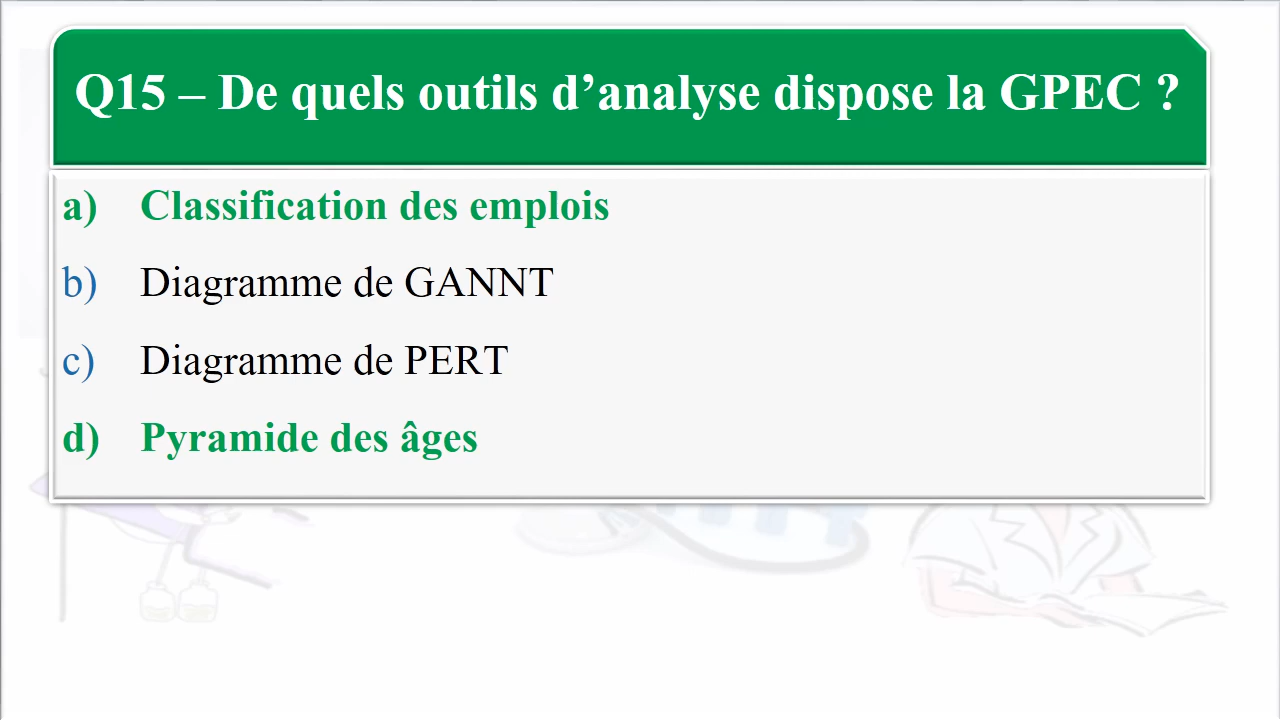 Q15 – De quels outils d’analyse dispose la GPEC ?
a) Classification des emplois
b) Diagramme de GANNT
c) Diagramme de PERT
d) Pyramide des âges